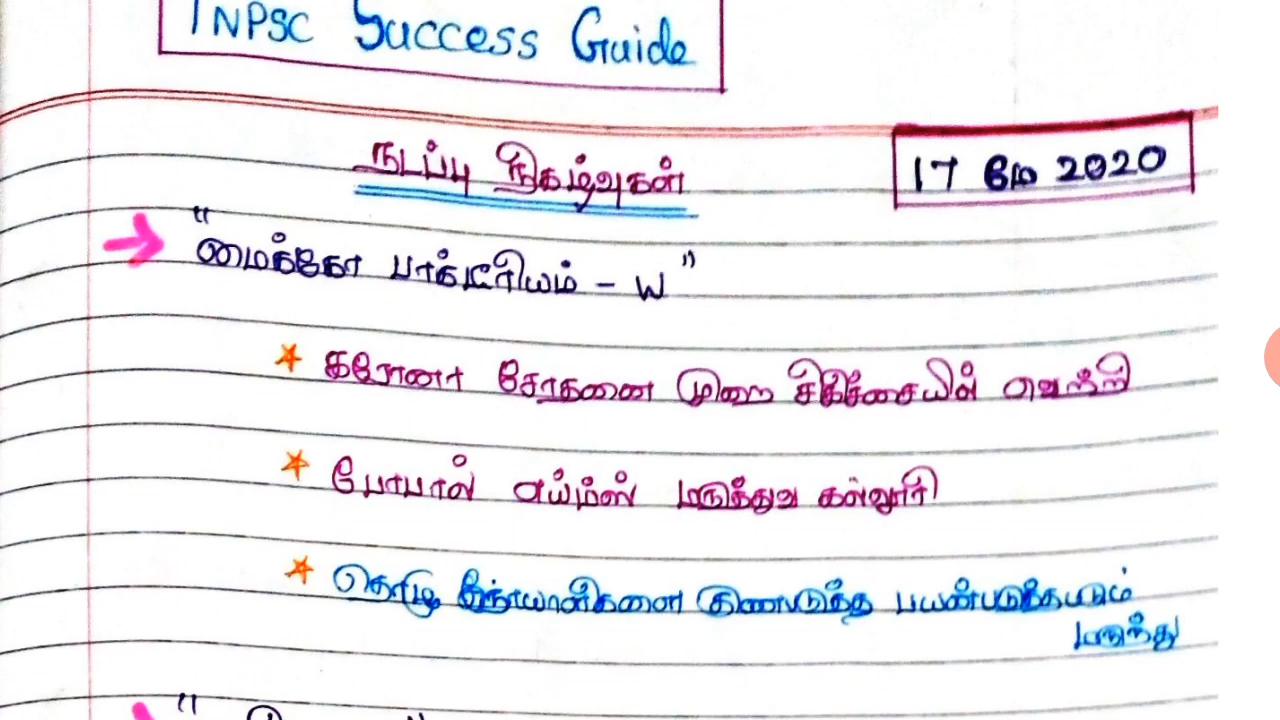 TNPSC Success Guide
நடப்பு நிகழ்வுகள்
17 மே 2020
"மைக்கோ பாக்டீரியம் - W"
* கரோனா சோதனை முறை சிகிச்சையில் வெற்றி
* போபால் எய்ம்ஸ் மருத்துவ கல்லூரி
* தொழு நோயாளிகளை குணப்படுத்த பயன்படுத்தபடும்
மருந்து